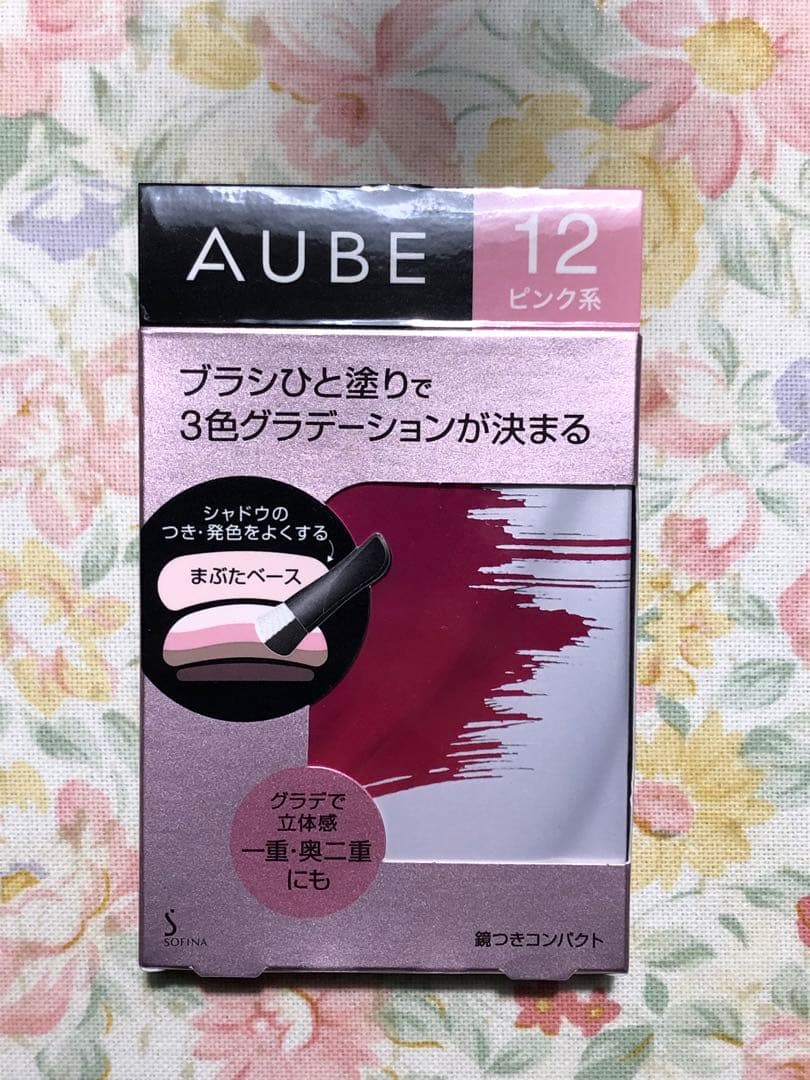 AUBE
12
ピンク系
ブラシひと塗りで
3色グラデーションが決まる
シャドウの
つき・発色をよくする
まぶたベース
グラデで
立体感
一重・奥二重
にも
SOFINA
鏡つきコンパクト